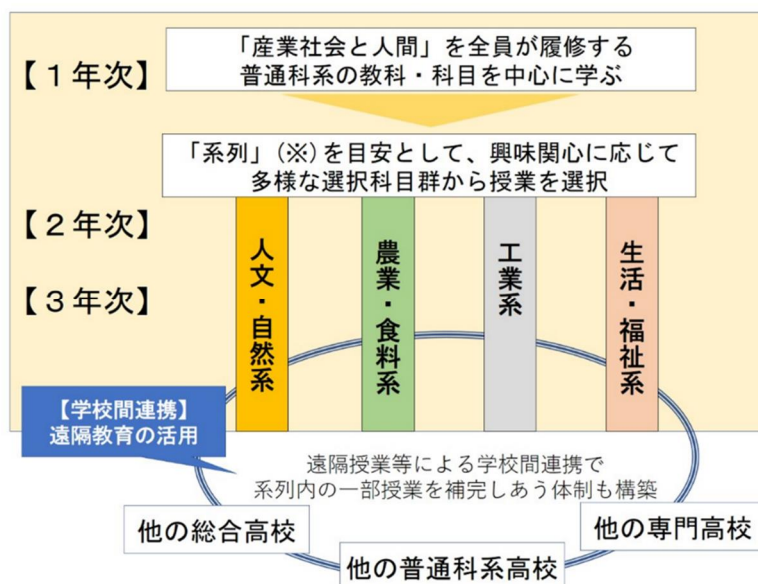 【１年次】
「産業社会と人間」を全員が履修する
普通科系の教科・科目を中心に学ぶ
「系列」(※)を目安として、興味関心に応じて
多様な選択科目群から授業を選択
【２年次】
【３年次】
人文・自然系
農業・食料系
工業系
生活・福祉系
【学校間連携】
遠隔教育の活用
遠隔授業等による学校間連携で
系列内の一部授業を補完しあう体制も構築
他の総合高校
他の普通科系高校
他の専門高校